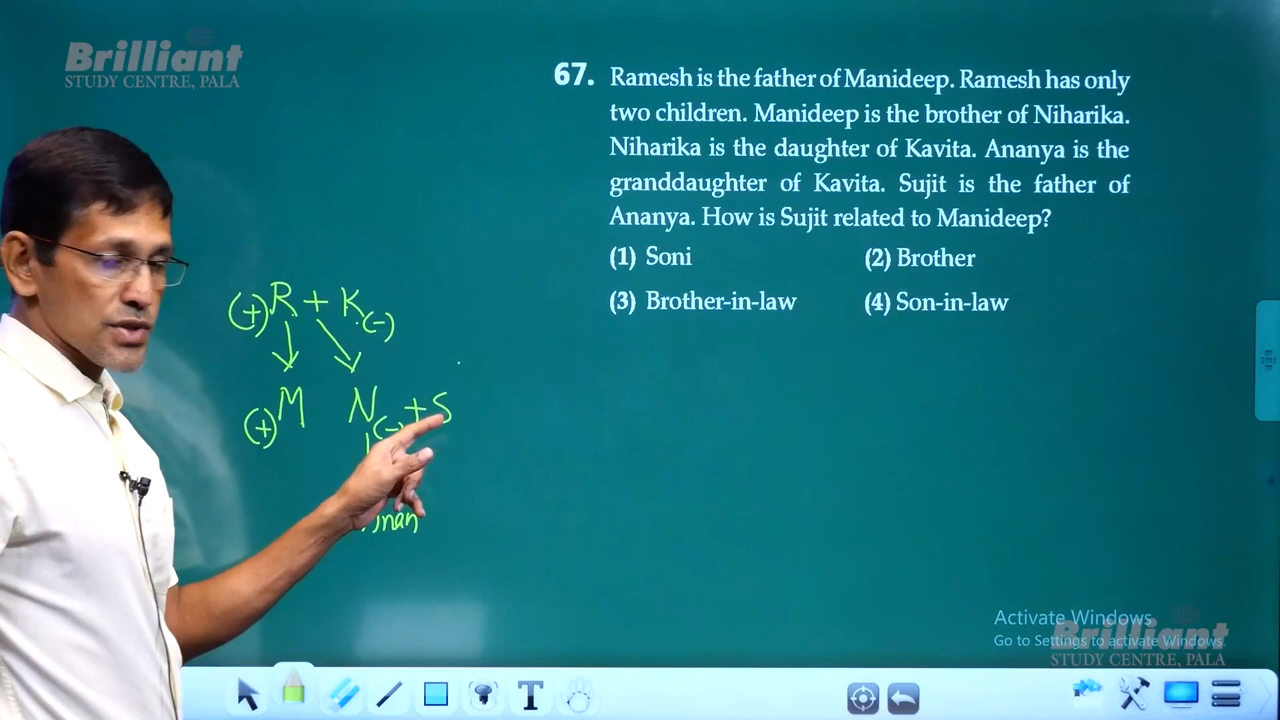 Brilliant
STUDY CENTRE, PALA
67. Ramesh is the father of Manideep. Ramesh has only
two children. Manideep is the brother of Niharika.
Niharika is the daughter of Kavita. Ananya is the
granddaughter of Kavita. Sujit is the father of
Ananya. How is Sujit related to Manideep?
(1) Soni (2) Brother
(3) Brother-in-law (4) Son-in-law
(+) R + K (-)
(+) M N (-) + S
Activate Windows
Go to Settings to activate Windows.
Brilliant
STUDY CENTRE, PALA
T